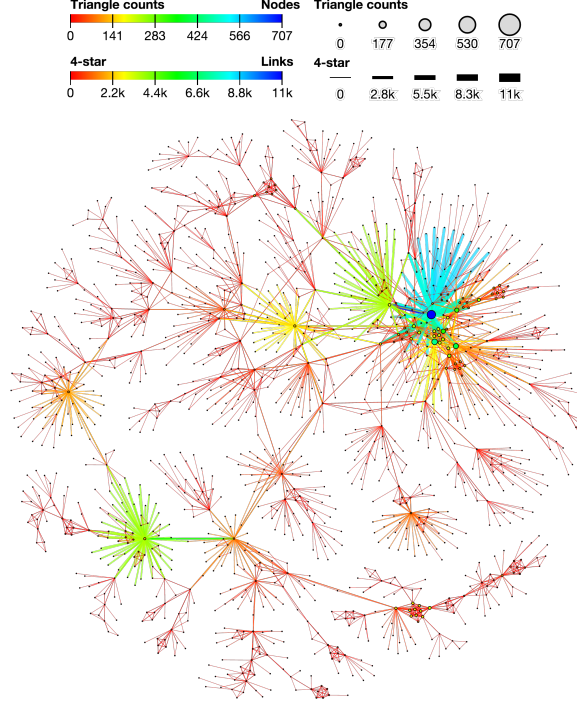 Triangle counts Nodes
0 141 283 424 566 707
4-star Links
0 2.2k 4.4k 6.6k 8.8k 11k
Triangle counts
0 177 354 530 707
4-star
0 2.8k 5.5k 8.3k 11k